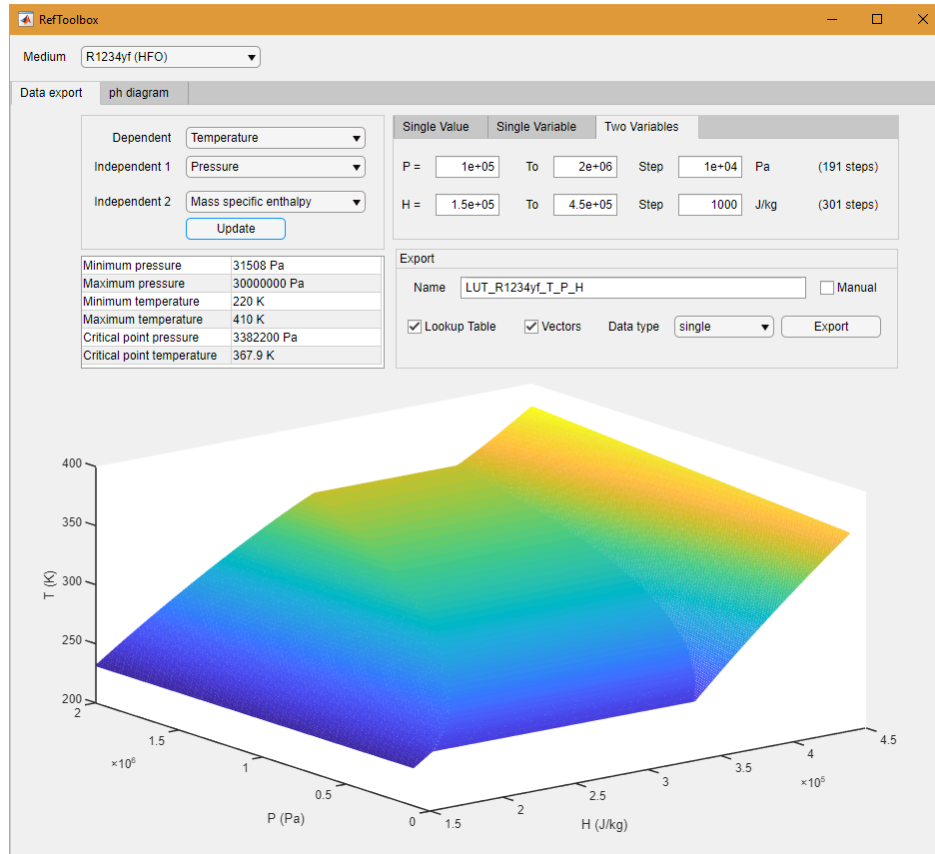 RefToolbox
Medium R1234yf (HFO)
Data export ph diagram
Dependent Temperature
Independent 1 Pressure
Independent 2 Mass specific enthalpy
Update
Single Value Single Variable Two Variables
P = 1e+05 To 2e+06 Step 1e+04 Pa (191 steps)
H = 1.5e+05 To 4.5e+05 Step 1000 J/kg (301 steps)
Minimum pressure 31508 Pa
Maximum pressure 30000000 Pa
Minimum temperature 220 K
Maximum temperature 410 K
Critical point pressure 3382200 Pa
Critical point temperature 367.9 K
Export
Name LUT_R1234yf_T_P_H Manual
Lookup Table Vectors Data type single Export
400
350
300
250
200
T (K)
2
1.5
1
0.5
0
×10⁶
P (Pa)
1.5
2
2.5
3
3.5
4
4.5
×10⁵
H (J/kg)